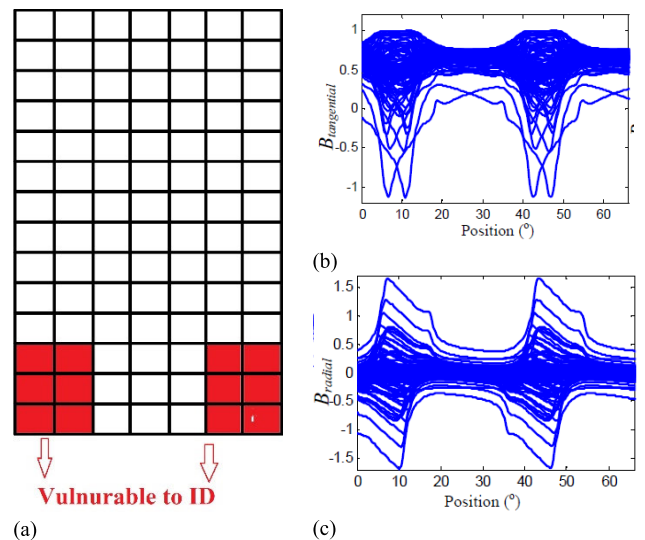 Vulnurable to ID
(a)
1
0.5
0
-0.5
-1
B_tangential
0 10 20 30 40 50 60
Position (º)
(b)
1.5
1
0.5
0
-0.5
-1
-1.5
B_radial
0 10 20 30 40 50 60
Position (º)
(c)